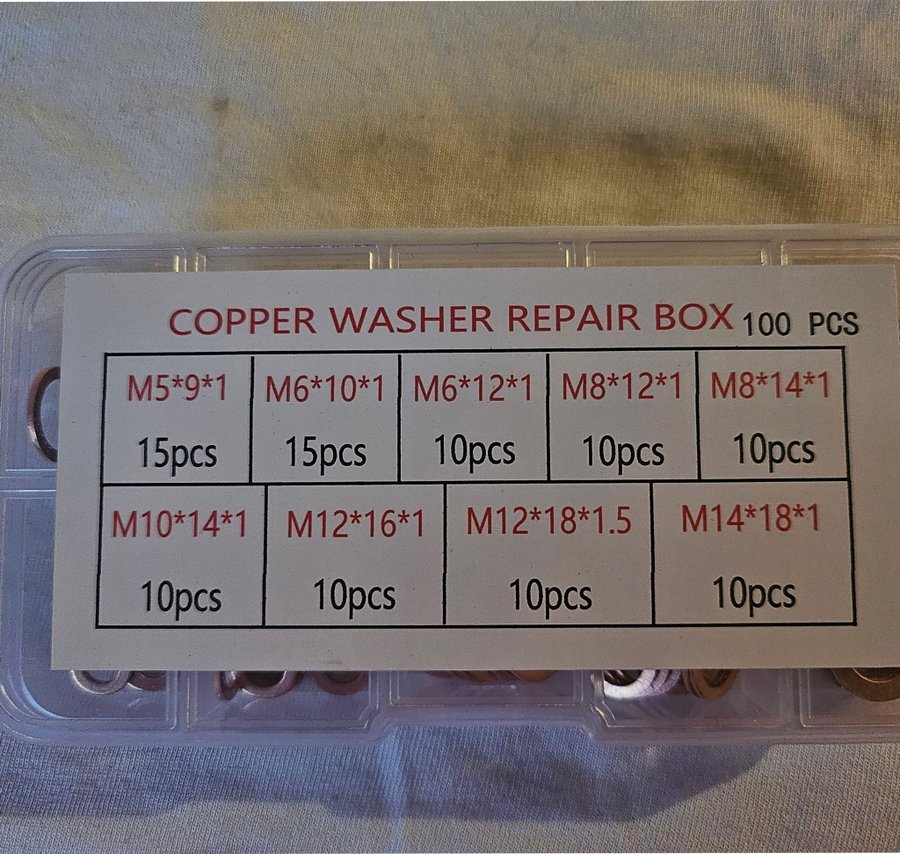 COPPER WASHER REPAIR BOX 100 PCS
M5*9*1 M6*10*1 M6*12*1 M8*12*1 M8*14*1
15pcs 15pcs 10pcs 10pcs 10pcs
M10*14*1 M12*16*1 M12*18*1.5 M14*18*1
10pcs 10pcs 10pcs 10pcs